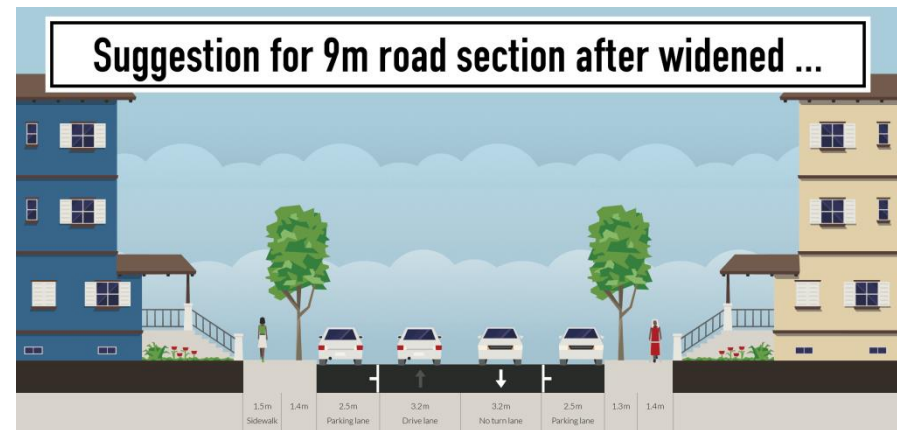 Suggestion for 9m road section after widened ...
1.5m 1.4m 2.5m 3.2m 3.2m 2.5m 1.3m 1.4m
Sidewalk Parking lane Drive lane No turn lane Parking lane